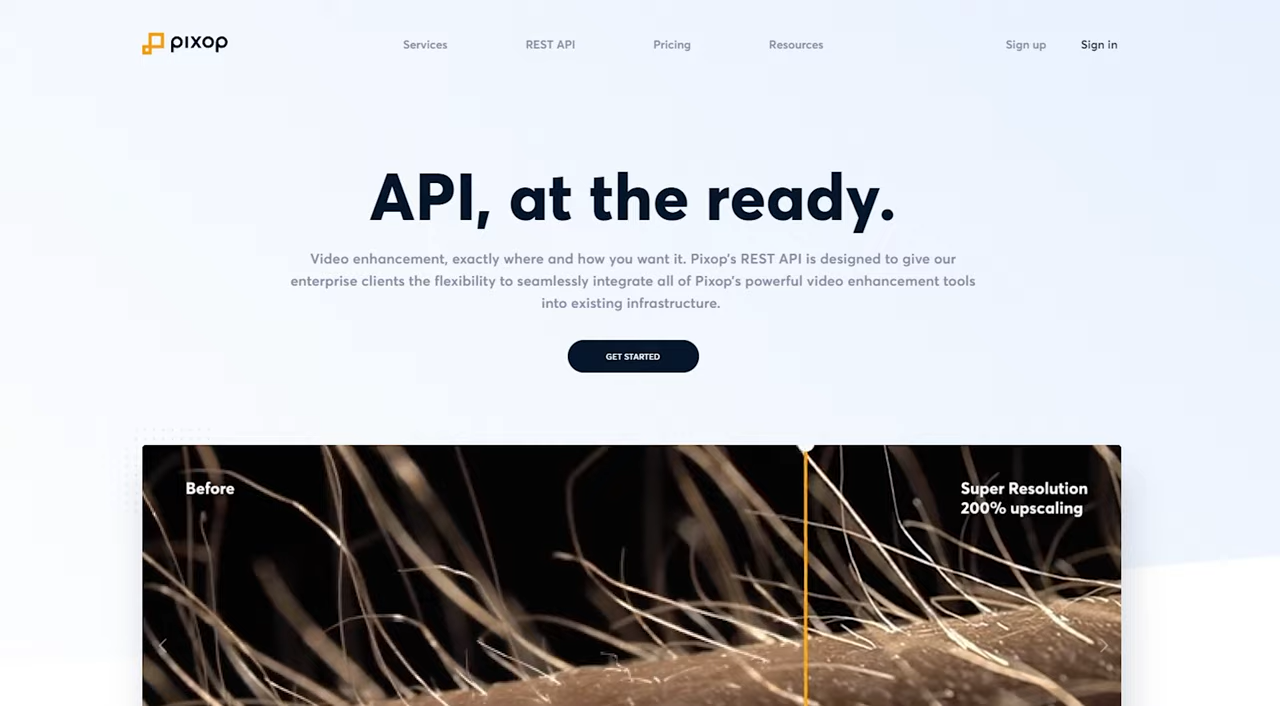 pixop
Services
REST API
Pricing
Resources
Sign up
Sign in
API, at the ready.
Video enhancement, exactly where and how you want it. Pixop's REST API is designed to give our
enterprise clients the flexibility to seamlessly integrate all of Pixop's powerful video enhancement tools
into existing infrastructure.
GET STARTED
Before
Super Resolution
200% upscaling